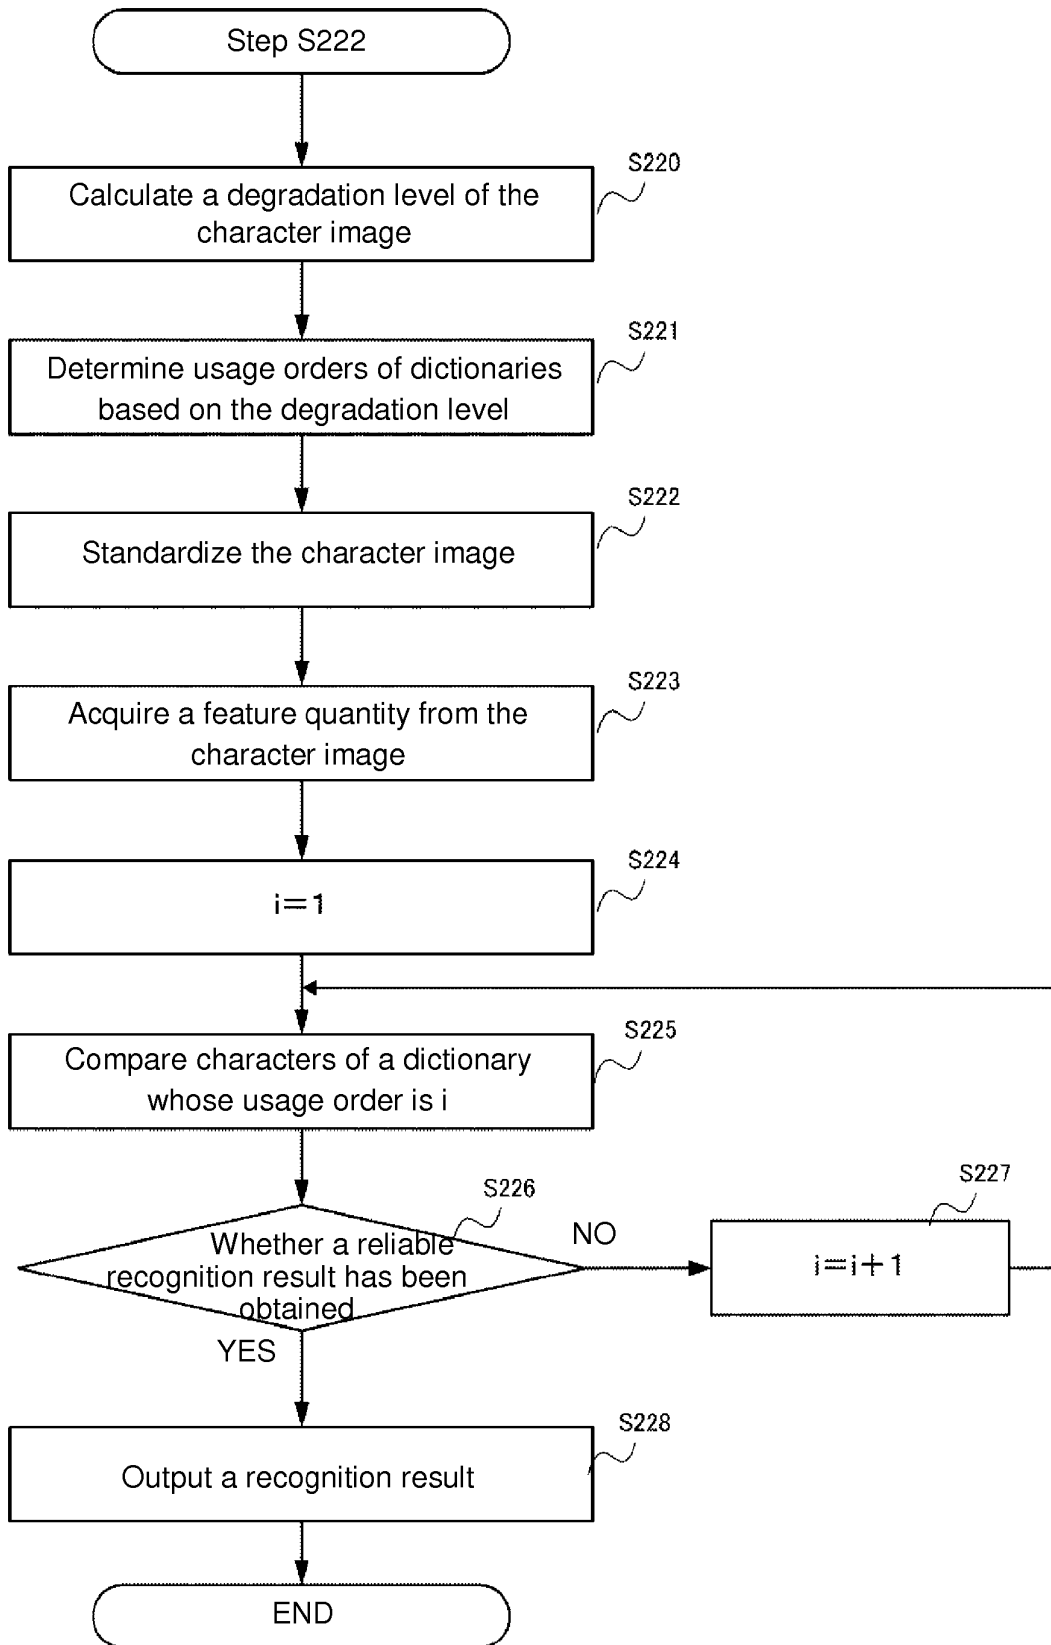 Step S222
S220
Calculate a degradation level of the
character image
S221
Determine usage orders of dictionaries
based on the degradation level
S222
Standardize the character image
S223
Acquire a feature quantity from the
character image
S224
i=1
S225
Compare characters of a dictionary
whose usage order is i
S226
Whether a reliable
recognition result has been
obtained
NO
S227
i=i+1
YES
S228
Output a recognition result
END